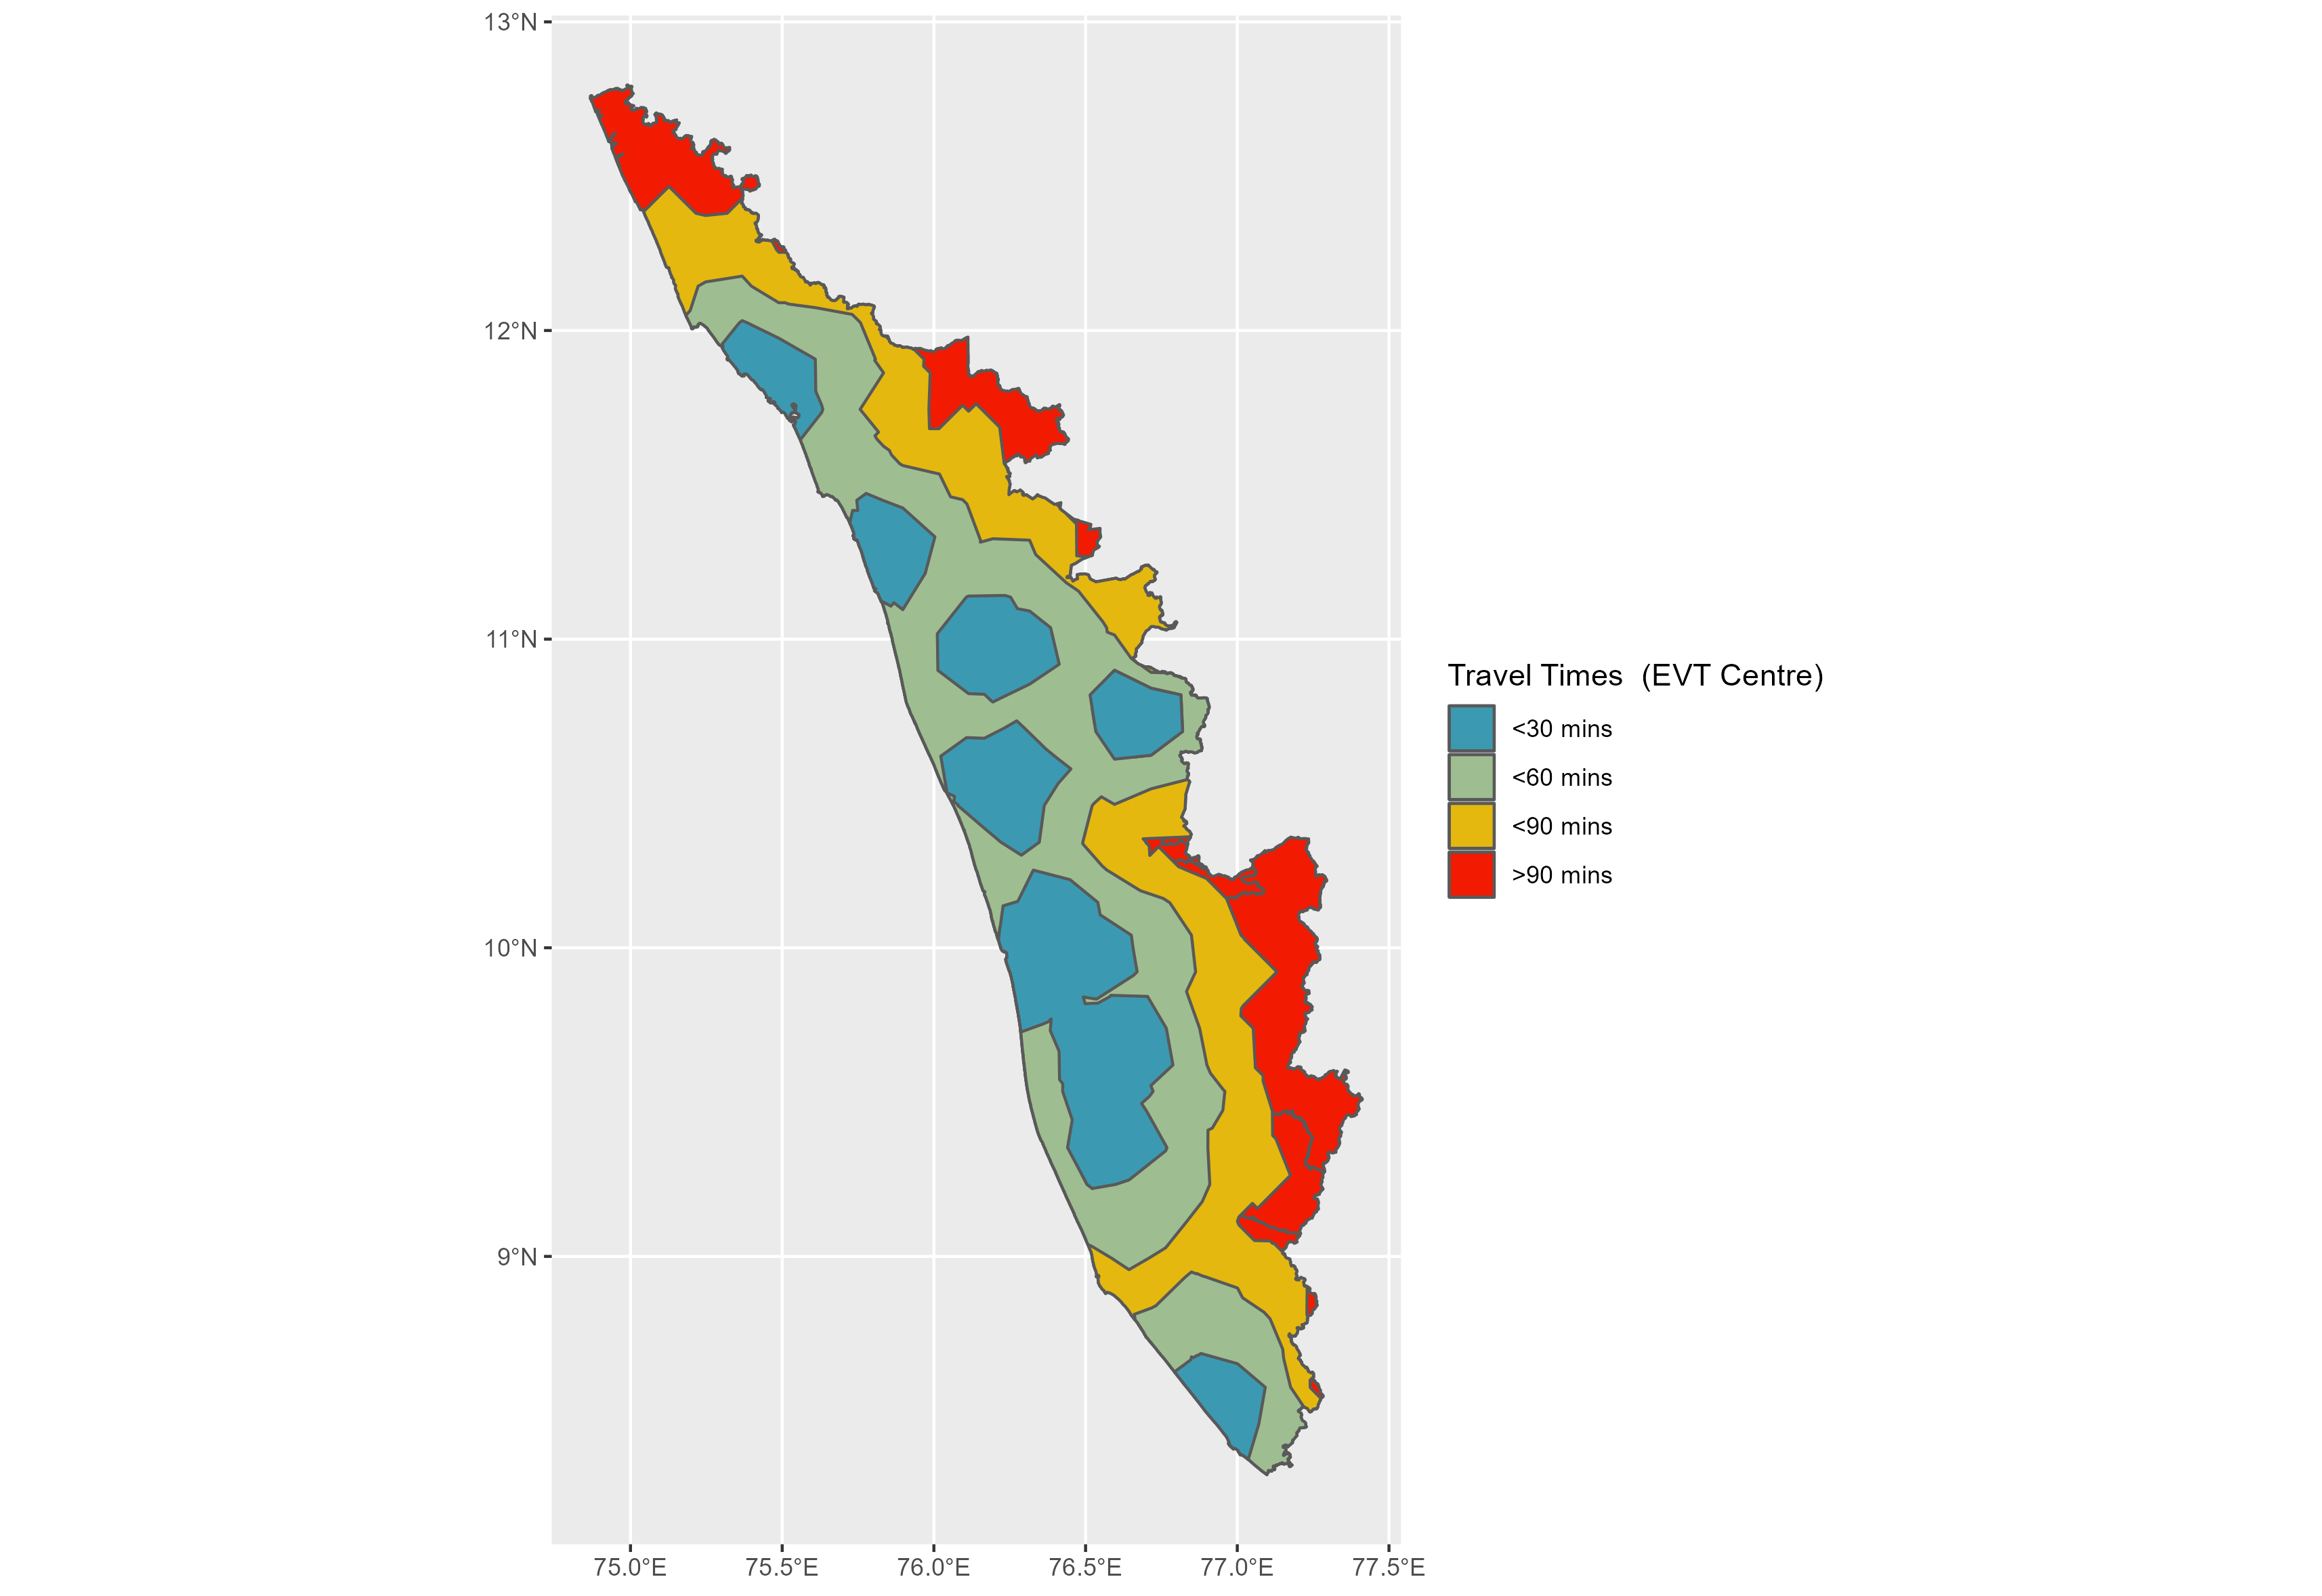 13°N
12°N
11°N
10°N
9°N
75.0°E 75.5°E 76.0°E 76.5°E 77.0°E 77.5°E
Travel Times  (EVT Centre)
<30 mins
<60 mins
<90 mins
>90 mins